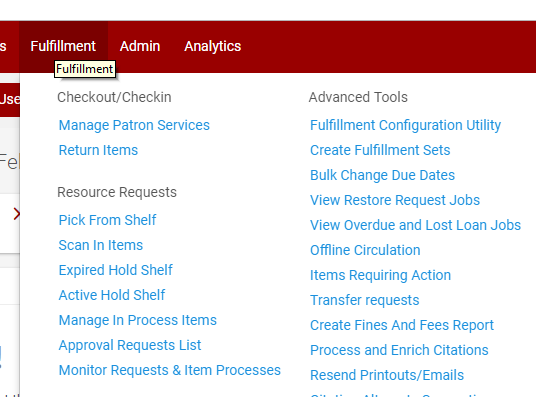 s Fulfillment Admin Analytics
Fulfillment
Use
Fe
Checkout/Checkin
Manage Patron Services
Return Items
Resource Requests
Pick From Shelf
Scan In Items
Expired Hold Shelf
Active Hold Shelf
Manage In Process Items
Approval Requests List
Monitor Requests & Item Processes
Advanced Tools
Fulfillment Configuration Utility
Create Fulfillment Sets
Bulk Change Due Dates
View Restore Request Jobs
View Overdue and Lost Loan Jobs
Offline Circulation
Items Requiring Action
Transfer requests
Create Fines And Fees Report
Process and Enrich Citations
Resend Printouts/Emails